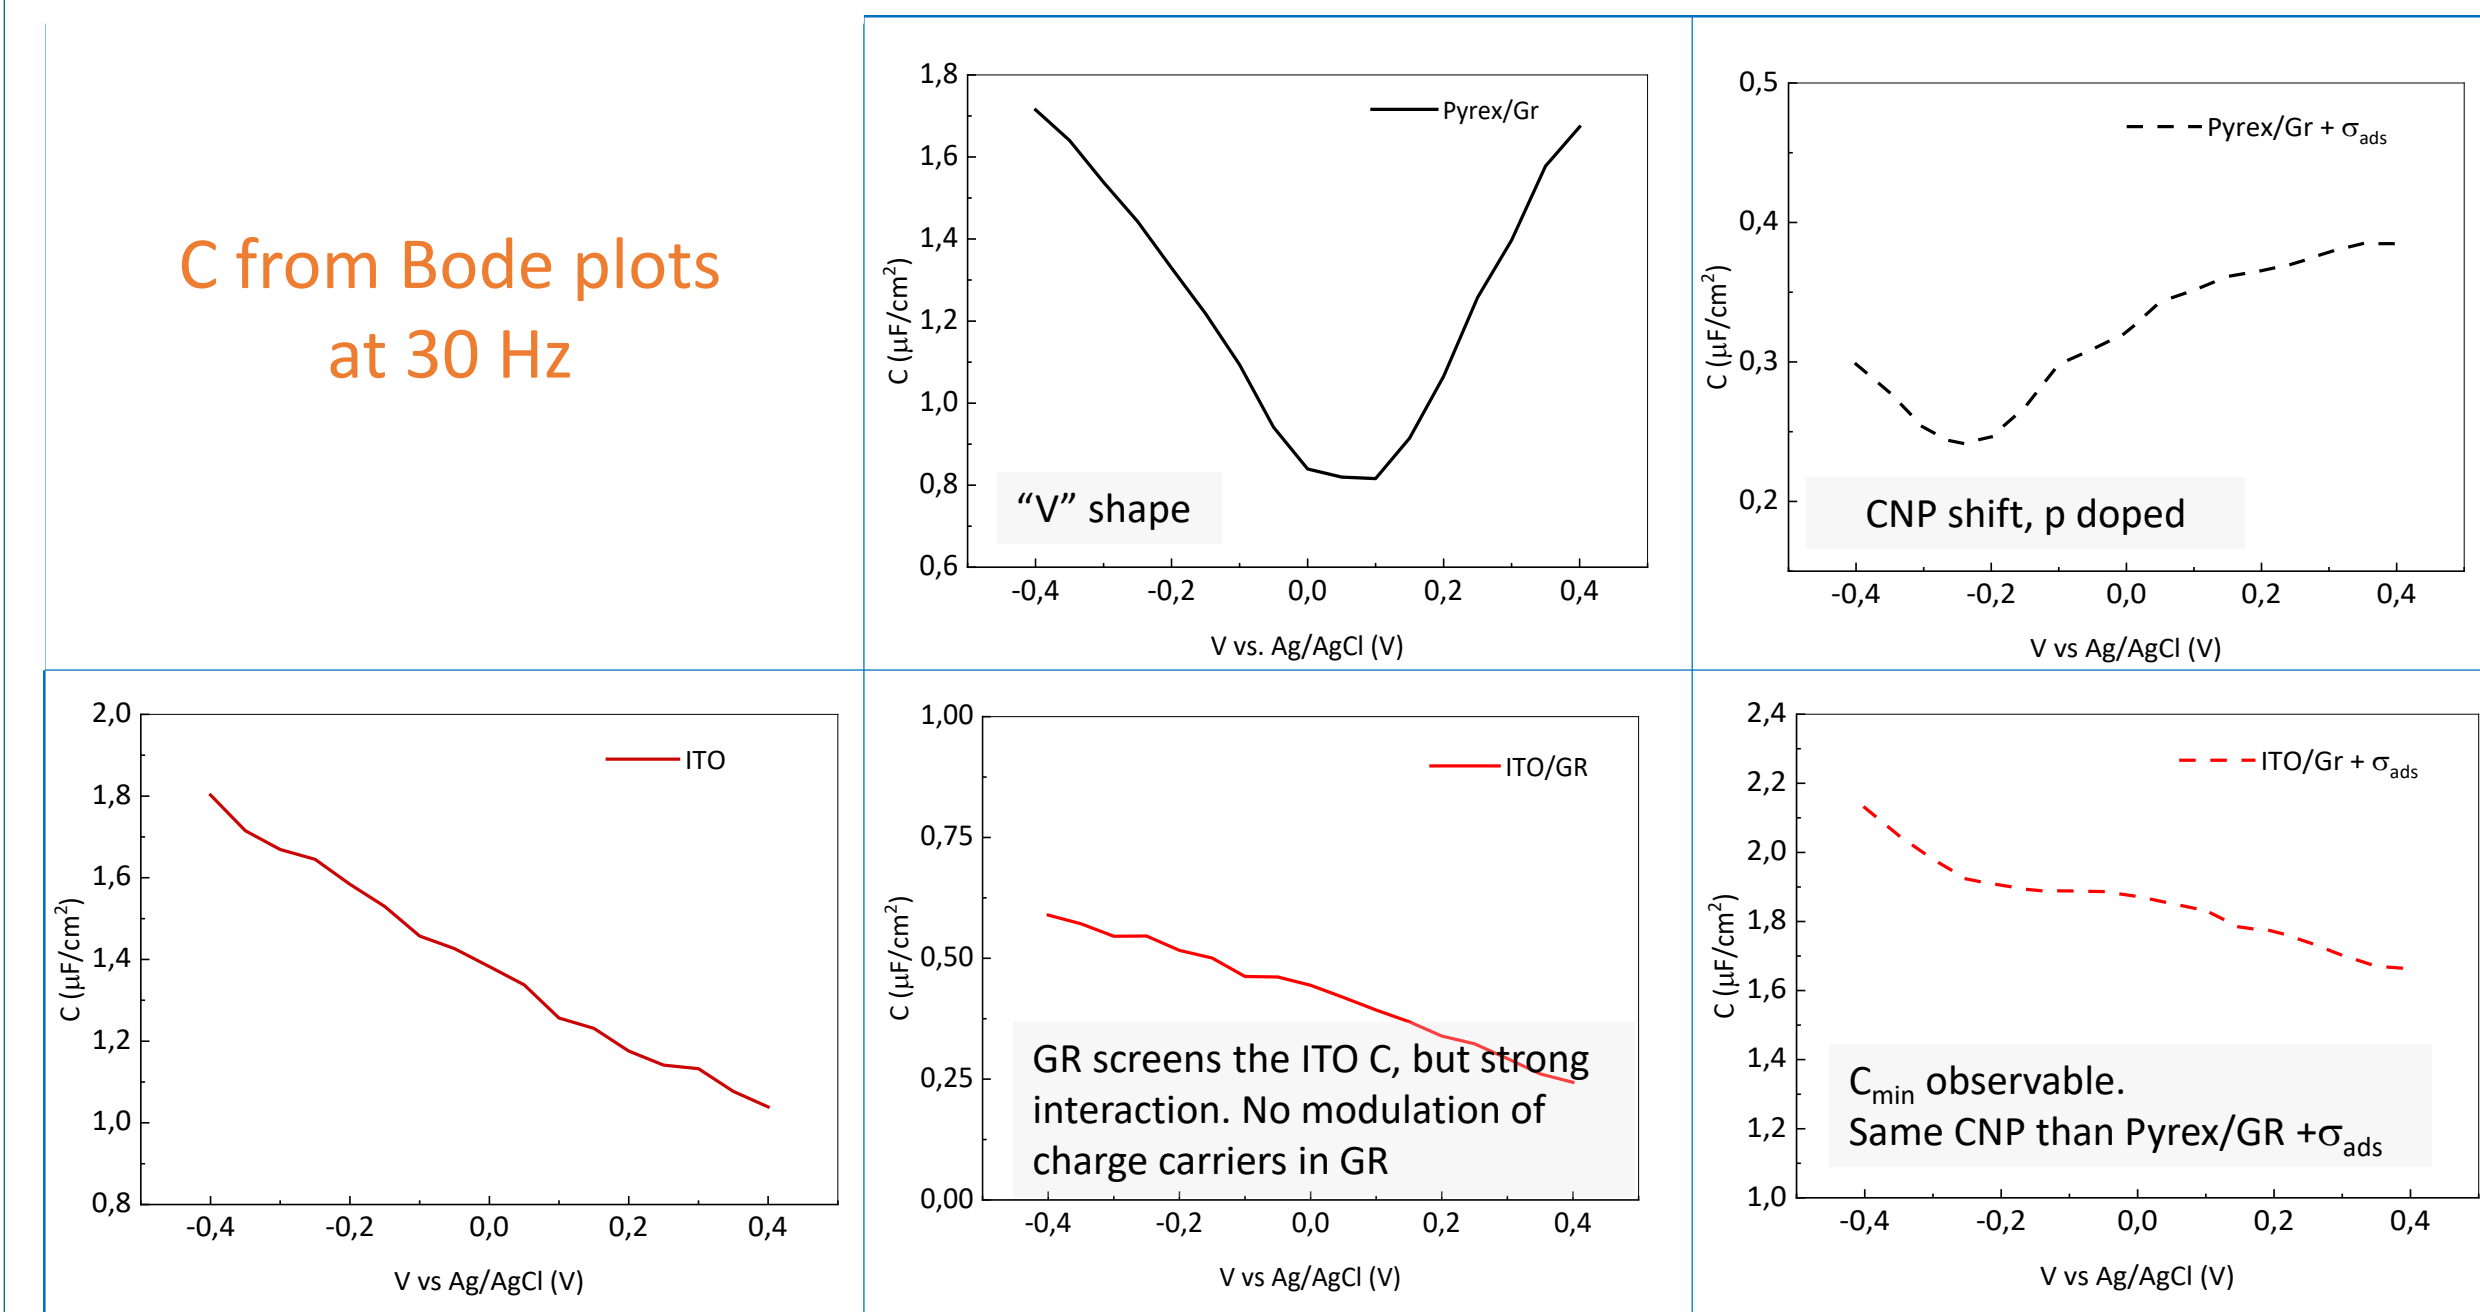 C from Bode plots
at 30 Hz
1,8
1,6
1,4
1,2
1,0
0,8
0,6
C (μF/cm²)
Pyrex/Gr
“V” shape
-0,4 -0,2 0,0 0,2 0,4
V vs. Ag/AgCl (V)
0,5
0,4
0,3
0,2
C (μF/cm²)
Pyrex/Gr + σads
CNP shift, p doped
-0,4 -0,2 0,0 0,2 0,4
V vs Ag/AgCl (V)
2,0
1,8
1,6
1,4
1,2
1,0
0,8
C (μF/cm²)
ITO
-0,4 -0,2 0,0 0,2 0,4
V vs Ag/AgCl (V)
1,00
0,75
0,50
0,25
0,00
C (μF/cm²)
ITO/GR
GR screens the ITO C, but strong
interaction. No modulation of
charge carriers in GR
-0,4 -0,2 0,0 0,2 0,4
V vs Ag/AgCl (V)
2,4
2,2
2,0
1,8
1,6
1,4
1,2
1,0
C (μF/cm²)
ITO/Gr + σads
Cmin observable.
Same CNP than Pyrex/GR +σads
-0,4 -0,2 0,0 0,2 0,4
V vs Ag/AgCl (V)